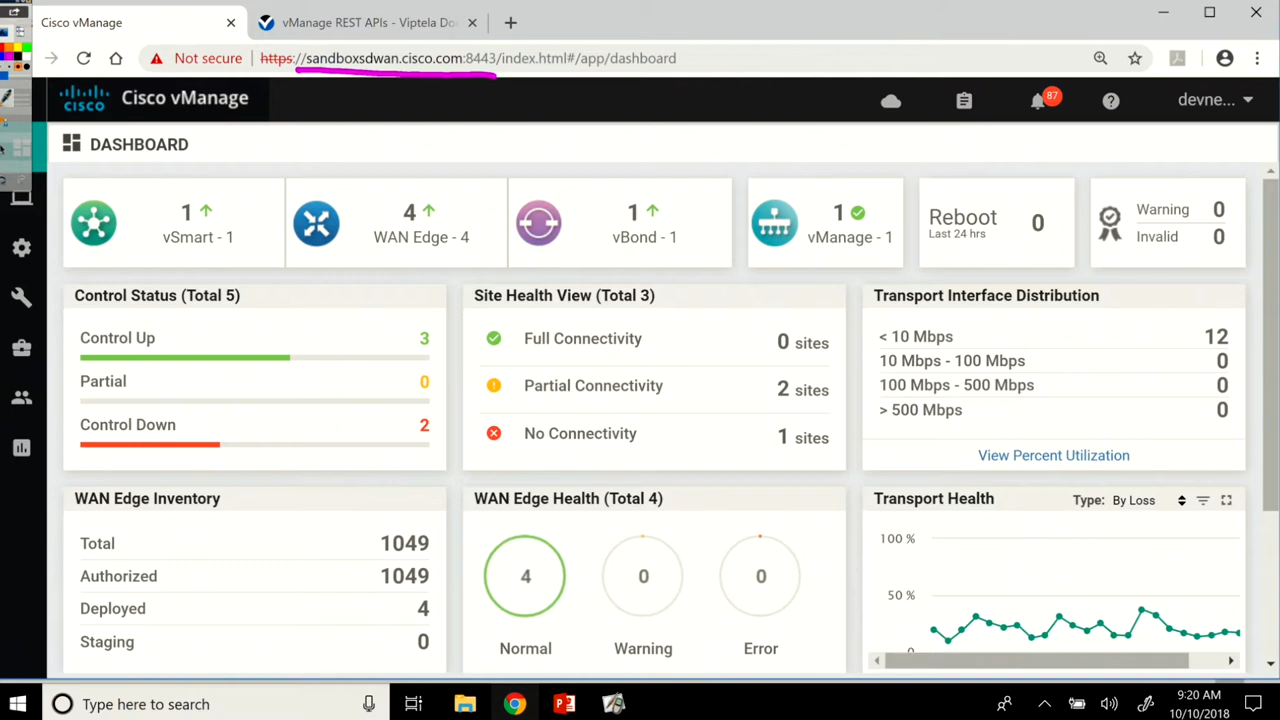 Cisco vManage
vManage REST APIs - Viptela Do
Not secure
https://sandboxsdwan.cisco.com:8443/index.html#/app/dashboard
cisco
Cisco vManage
87
devne...
DASHBOARD
1
vSmart - 1
4
WAN Edge - 4
1
vBond - 1
1
vManage - 1
Reboot
Last 24 hrs
0
Warning 0
Invalid 0
Control Status (Total 5)
Control Up 3
Partial 0
Control Down 2
Site Health View (Total 3)
Full Connectivity 0 sites
Partial Connectivity 2 sites
No Connectivity 1 sites
Transport Interface Distribution
< 10 Mbps 12
10 Mbps - 100 Mbps 0
100 Mbps - 500 Mbps 0
> 500 Mbps 0
View Percent Utilization
WAN Edge Inventory
Total 1049
Authorized 1049
Deployed 4
Staging 0
WAN Edge Health (Total 4)
4 0 0
Normal Warning Error
Transport Health Type: By Loss
100 %
50 %
Type here to search
9:20 AM
10/10/2018